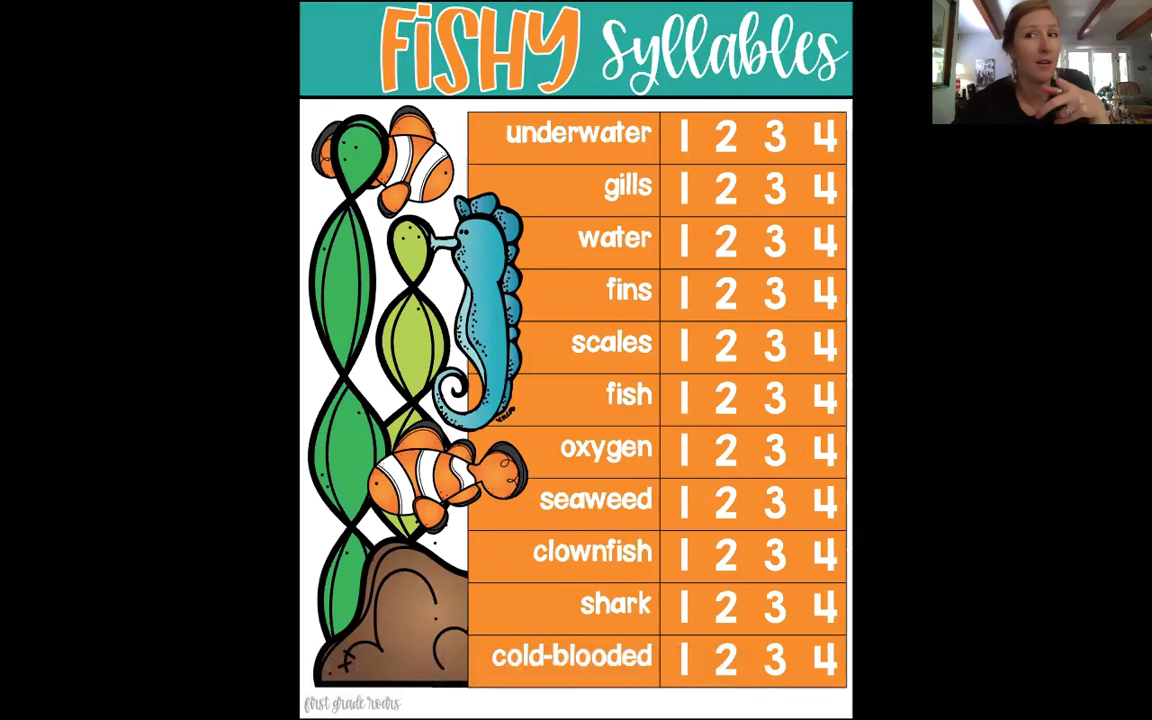 FiSHY Syllables
underwater 1 2 3 4
gills 1 2 3 4
water 1 2 3 4
fins 1 2 3 4
scales 1 2 3 4
fish 1 2 3 4
oxygen 1 2 3 4
seaweed 1 2 3 4
clownfish 1 2 3 4
shark 1 2 3 4
cold-blooded 1 2 3 4
first grade roars